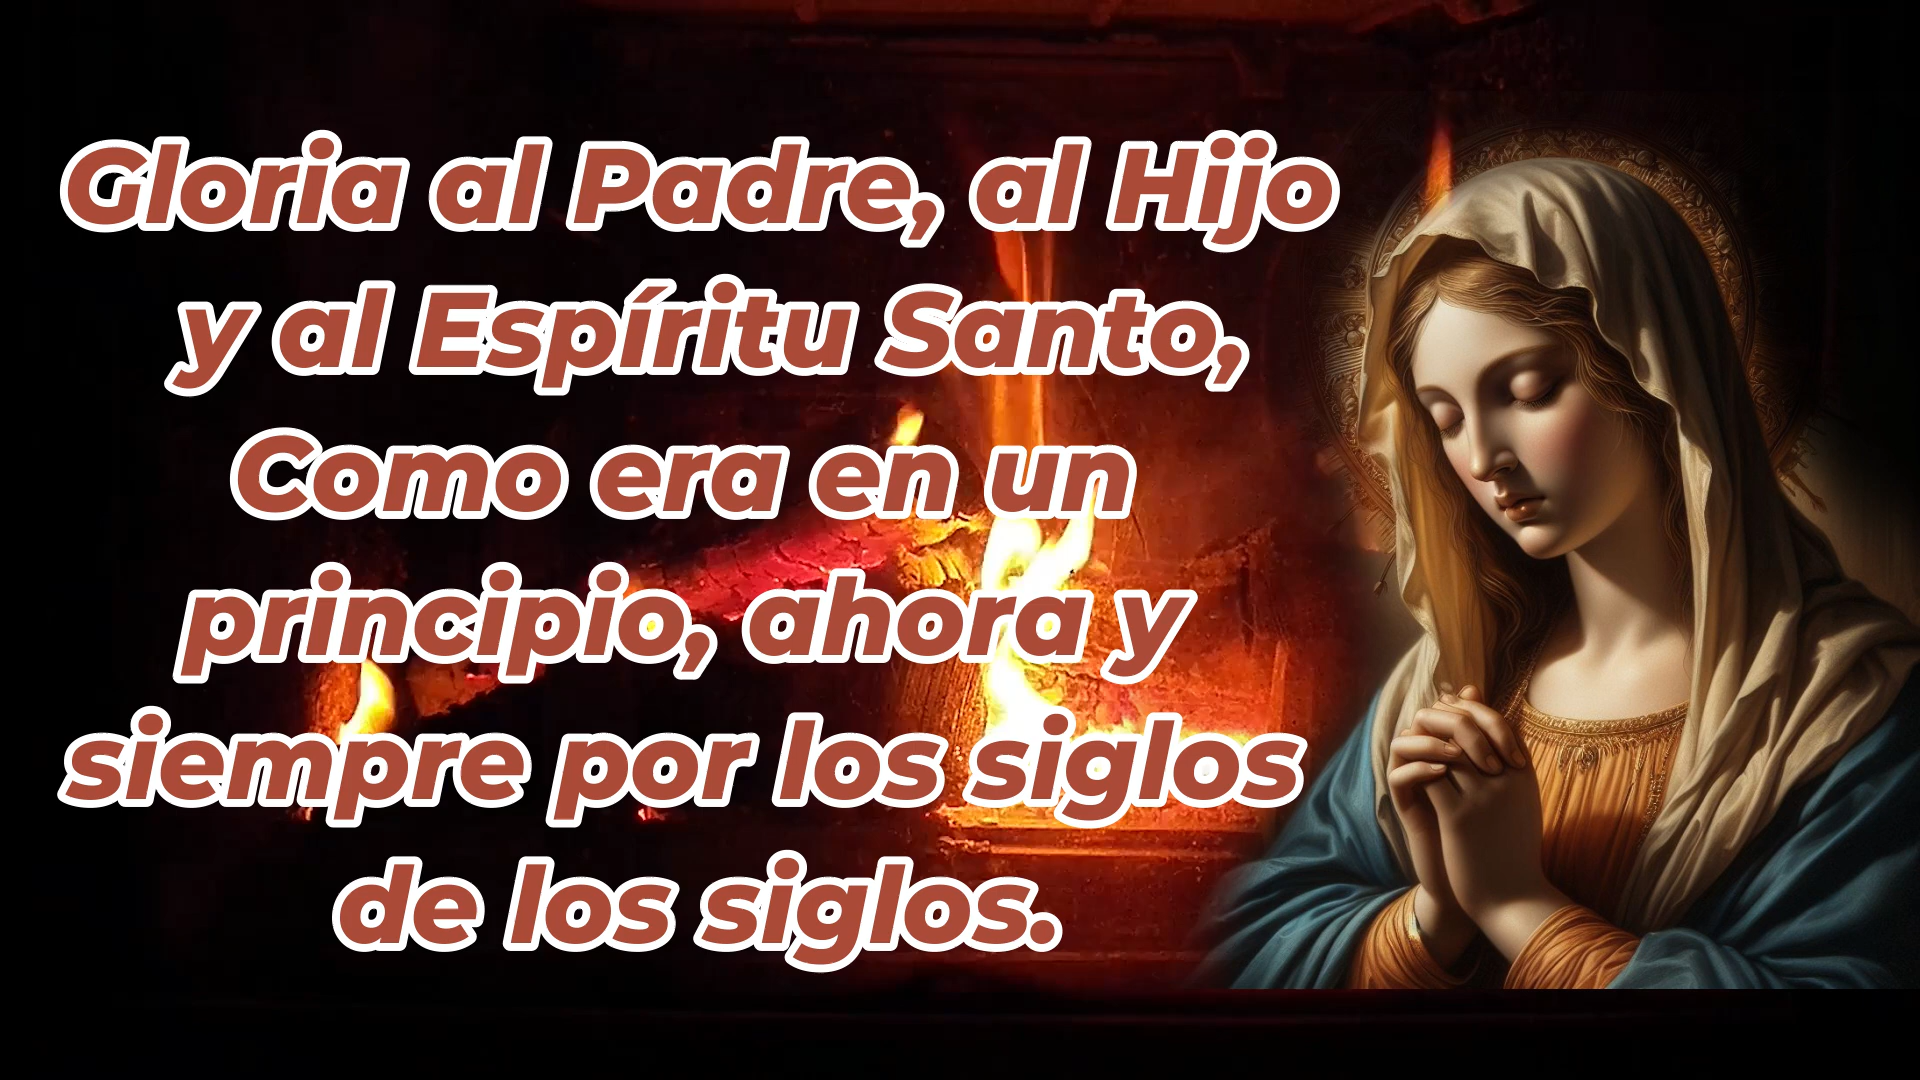 Gloria al Padre, al Hijo
y al Espíritu Santo,
Como era en un
principio, ahora y
siempre por los siglos
de los siglos.